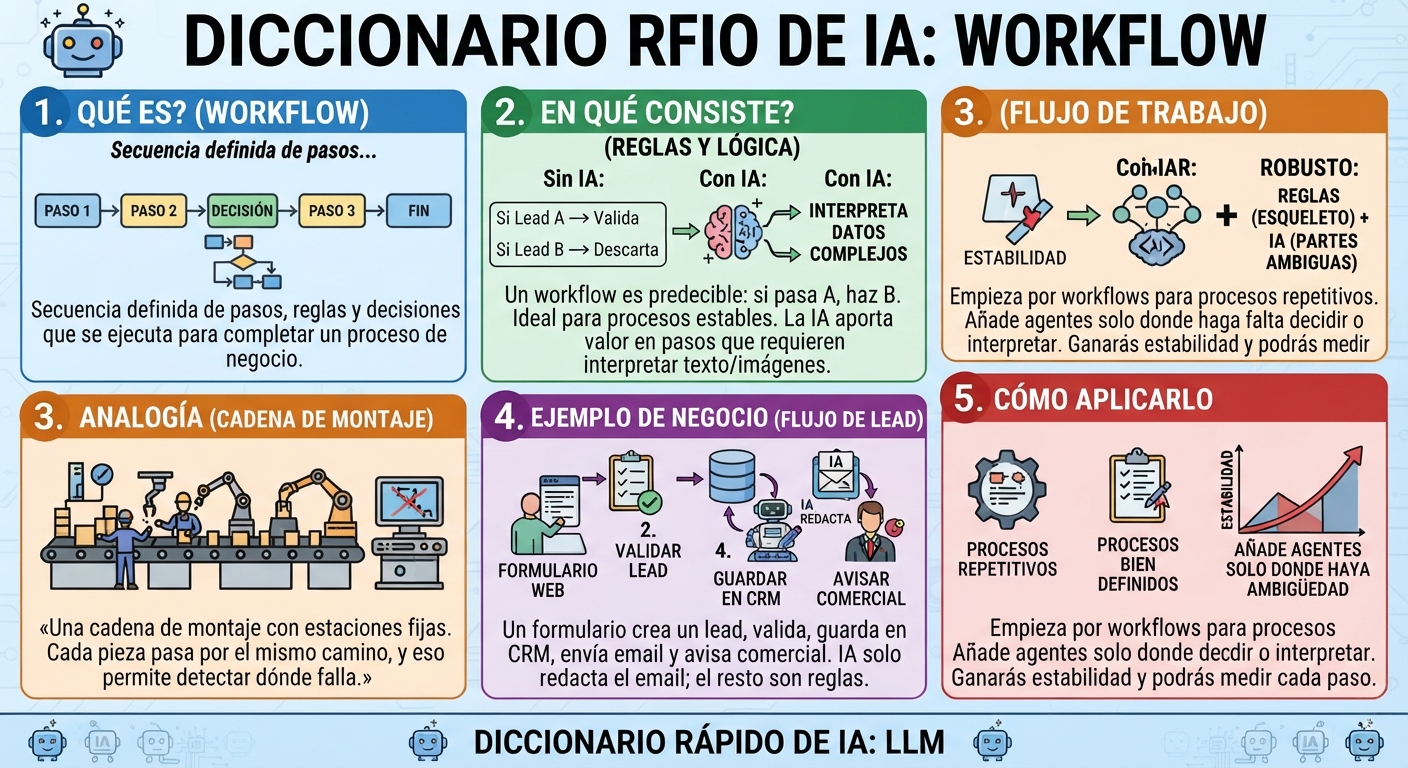 DICCIONARIO RFIO DE IA: WORKFLOW
1. QUÉ ES? (WORKFLOW)
Secuencia definida de pasos...
PASO 1
PASO 2
DECISIÓN
PASO 3
FIN
Secuencia definida de pasos, reglas y decisiones
que se ejecuta para completar un proceso de
negocio.
2. EN QUÉ CONSISTE?
(REGLAS Y LÓGICA)
Sin IA:
Si Lead A → Valida
Si Lead B → Descarta
Con IA:
Con IA:
INTERPRETA
DATOS
COMPLEJOS
Un workflow es predecible: si pasa A, haz B.
Ideal para procesos estables. La IA aporta
valor en pasos que requieren
interpretar texto/imágenes.
3. (FLUJO DE TRABAJO)
ESTABILIDAD
+
ROBUSTO:
REGLAS
(ESQUELETO) +
IA (PARTES
AMBIGUAS)
Empieza por workflows para procesos repetitivos.
Añade agentes solo donde haga falta decidir o
interpretar. Ganarás estabilidad y podrás medir
3. ANALOGÍA (CADENA DE MONTAJE)
«Una cadena de montaje con estaciones fijas.
Cada pieza pasa por el mismo camino, y eso
permite detectar dónde falla.»
4. EJEMPLO DE NEGOCIO (FLUJO DE LEAD)
FORMULARIO
WEB
2.
VALIDAR
LEAD
4.
GUARDAR
EN CRM
IA
IA
REDACTA
AVISAR
COMERCIAL
Un formulario crea un lead, valida, guarda en
CRM, envía email y avisa comercial. IA solo
redacta el email; el resto son reglas.
5. CÓMO APLICARLO
PROCESOS
REPETITIVOS
PROCESOS
BIEN
DEFINIDOS
ESTABILIDAD
AÑADE AGENTES
SOLO DONDE HAYA
AMBIGÜEDAD
Empieza por workflows para procesos
Añade agentes solo donde decdir o interpretar.
Ganarás estabilidad y podrás medir cada paso.
IA
DICCIONARIO RÁPIDO DE IA: LLM
IA